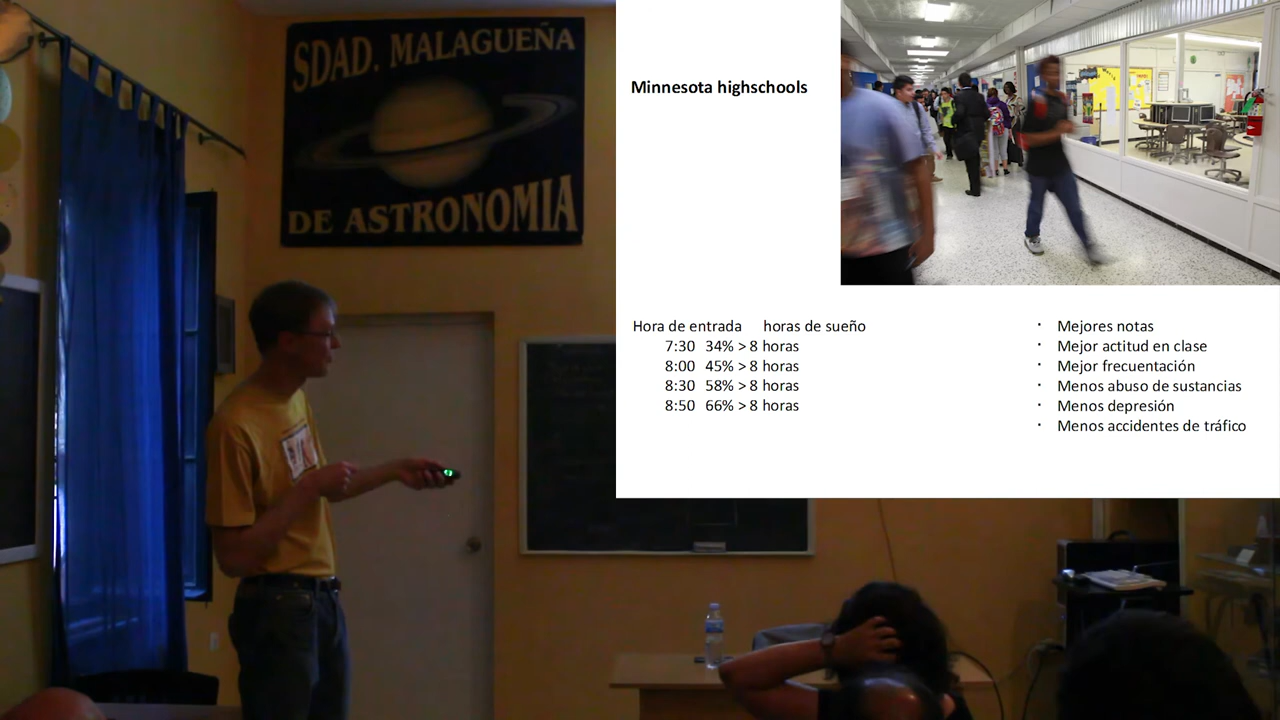 SDAD. MALAGUEÑA
DE ASTRONOMIA
Minnesota highschools
Hora de entrada horas de sueño
7:30 34% > 8 horas
8:00 45% > 8 horas
8:30 58% > 8 horas
8:50 66% > 8 horas
· Mejores notas
· Mejor actitud en clase
· Mejor frecuentación
· Menos abuso de sustancias
· Menos depresión
· Menos accidentes de tráfico